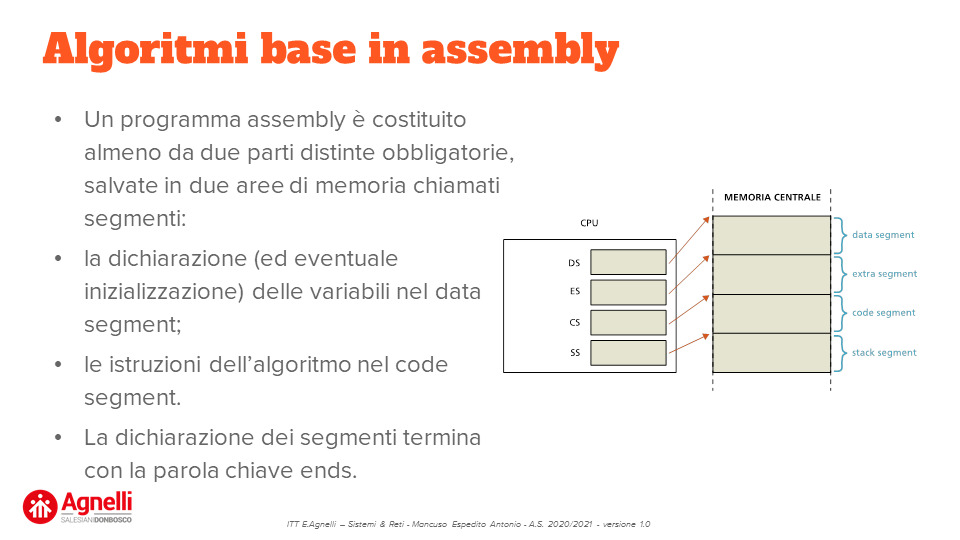 Algoritmi base in assembly
• Un programma assembly è costituito
almeno da due parti distinte obbligatorie,
salvate in due aree di memoria chiamati
segmenti:
• la dichiarazione (ed eventuale
inizializzazione) delle variabili nel data
segment;
• le istruzioni dell’algoritmo nel code
segment.
• La dichiarazione dei segmenti termina
con la parola chiave ends.
MEMORIA CENTRALE
CPU
DS
ES
CS
SS
data segment
extra segment
code segment
stack segment
Agnelli
SALESIANI DONBOSCO
ITT E.Agnelli – Sistemi & Reti - Mancuso Espedito Antonio - A.S. 2020/2021 - versione 1.0